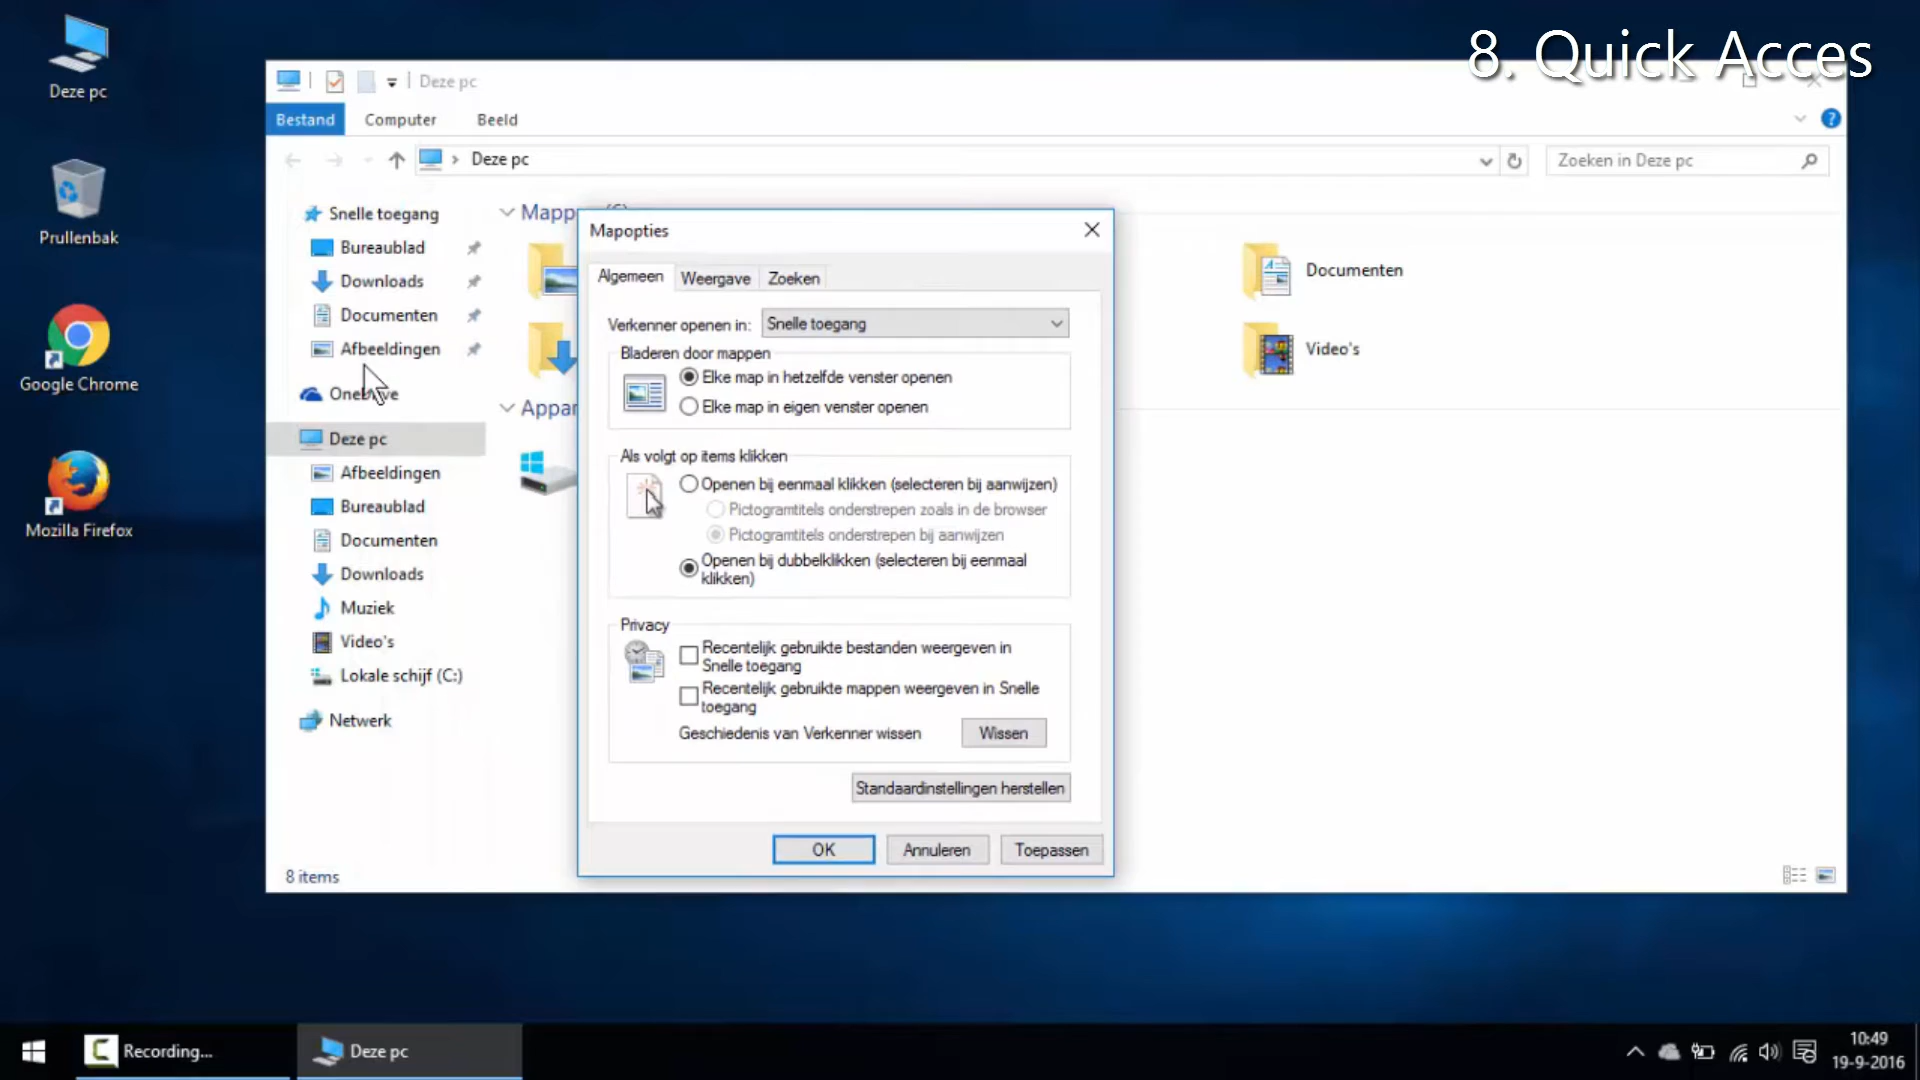 8. Quick Acces
Deze pc
Prullenbak
Google Chrome
Mozilla Firefox
Deze pc
Bestand
Computer
Beeld
?
Deze pc
Zoeken in Deze pc
Snelle toegang
Bureaublad
Downloads
Documenten
Afbeeldingen
Deze pc
Afbeeldingen
Bureaublad
Documenten
Downloads
Muziek
Video's
Lokale schijf (C:)
Netwerk
Documenten
Video's
Mapopties
Algemeen
Weergave
Zoeken
Verkenner openen in:
Snelle toegang
Bladeren door mappen
Elke map in hetzelfde venster openen
Elke map in eigen venster openen
Als volgt op items klikken
Openen bij eenmaal klikken (selecteren bij aanwijzen)
Pictogramtitels onderstrepen zoals in de browser
Pictogramtitels onderstrepen bij aanwijzen
Openen bij dubbelklikken (selecteren bij eenmaal
klikken)
Privacy
Recentelijk gebruikte bestanden weergeven in
Snelle toegang
Recentelijk gebruikte mappen weergeven in Snelle
toegang
Geschiedenis van Verkenner wissen
Wissen
Standaardinstellingen herstellen
OK
Annuleren
Toepassen
8 items
Recording...
Deze pc
10:49
19-9-2016